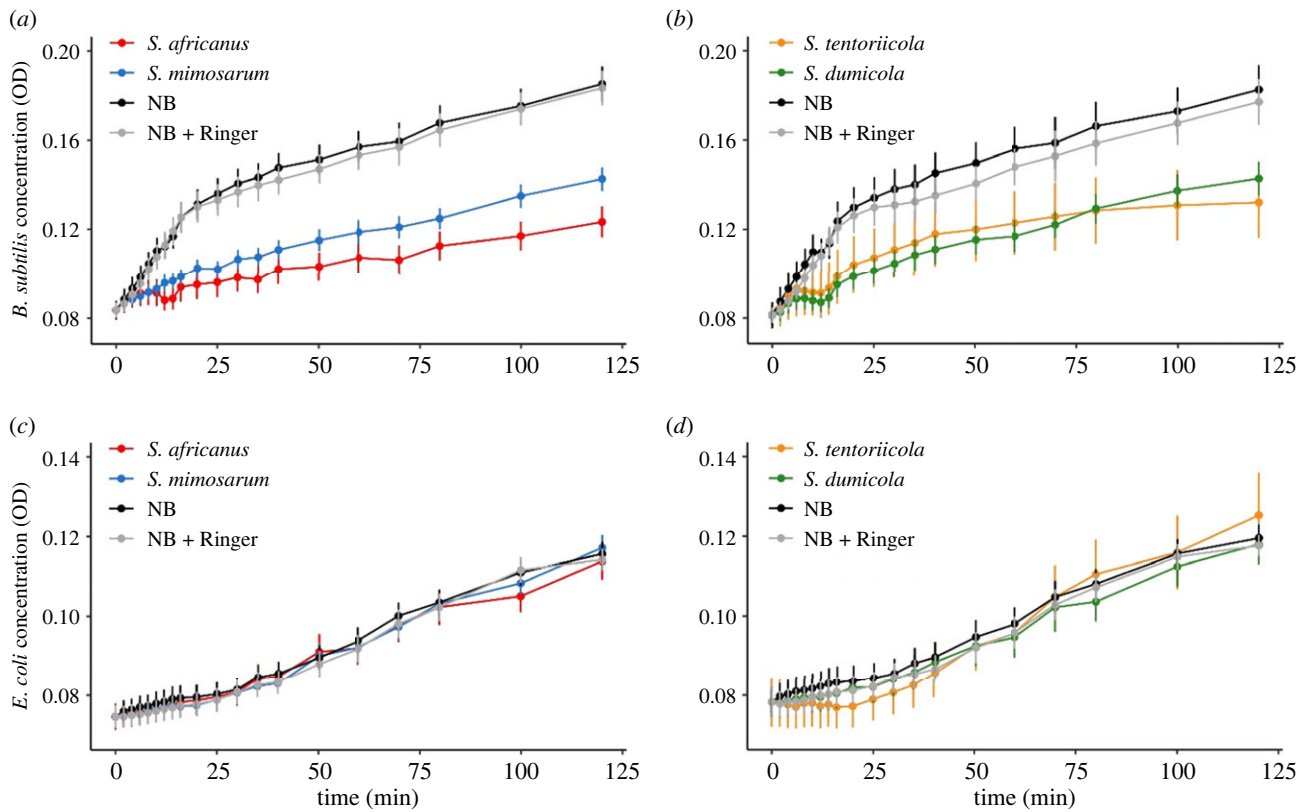 (a)
B. subtilis concentration (OD)
0.20
0.16
0.12
0.08
S. africanus
S. mimosarum
NB
NB + Ringer
0 25 50 75 100 125
(b)
0.20
0.16
0.12
0.08
S. tentoriicola
S. dumicola
NB
NB + Ringer
0 25 50 75 100 125
(c)
E. coli concentration (OD)
0.14
0.12
0.10
0.08
S. africanus
S. mimosarum
NB
NB + Ringer
0 25 50 75 100 125
time (min)
(d)
0.14
0.12
0.10
0.08
S. tentoriicola
S. dumicola
NB
NB + Ringer
0 25 50 75 100 125
time (min)